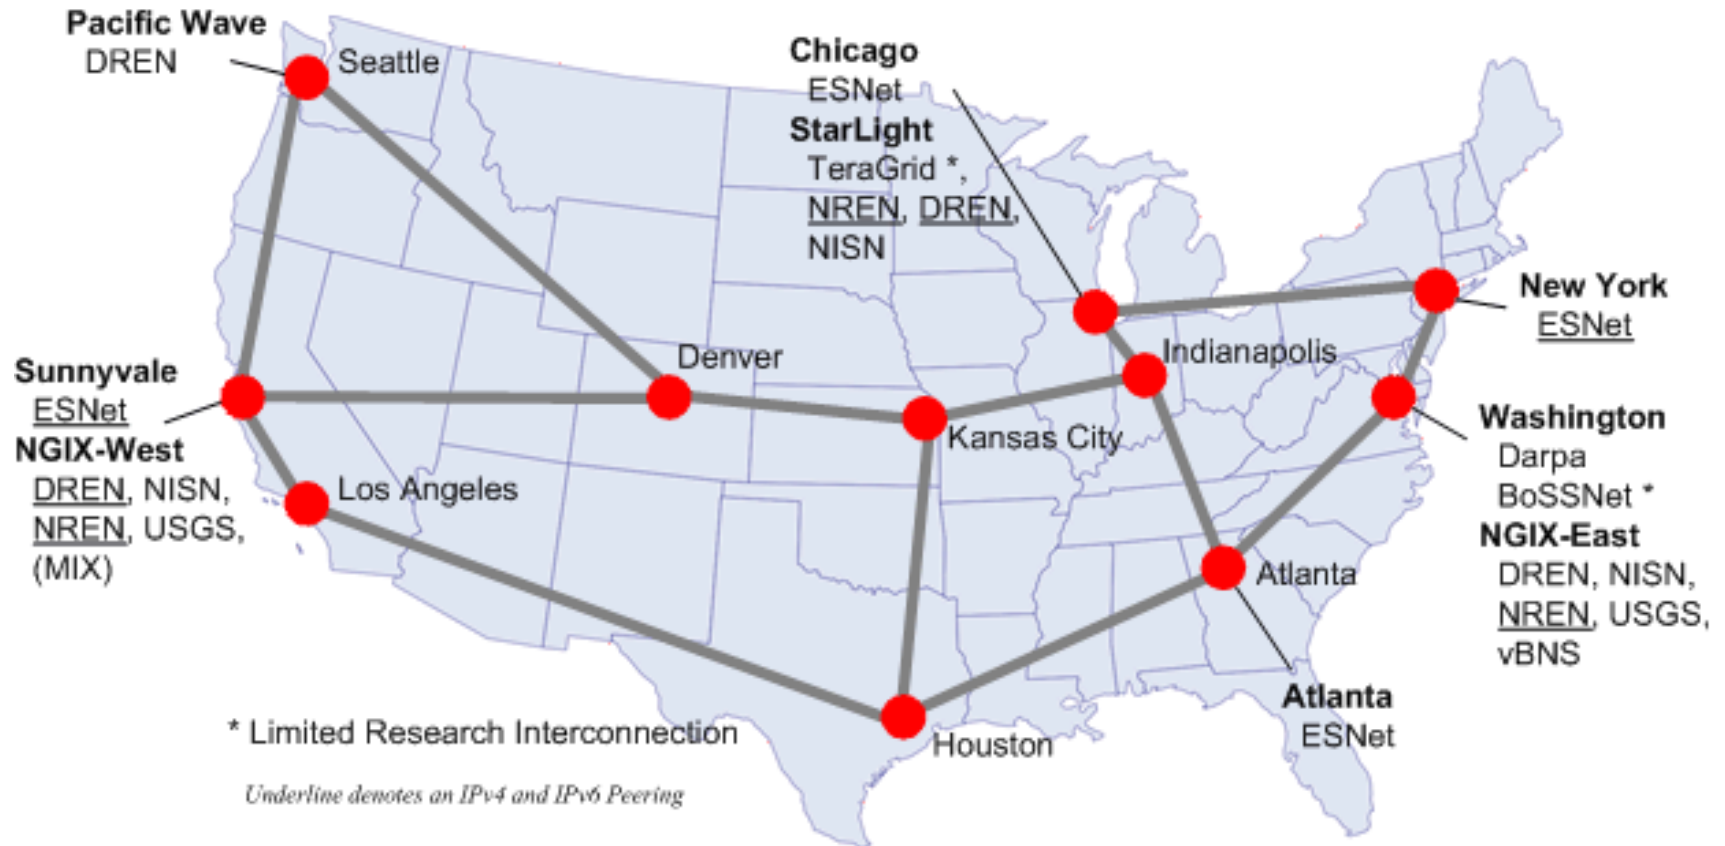 Pacific Wave
DREN
Seattle
Chicago
ESNet
StarLight
TeraGrid *,
NREN, DREN,
NISN
New York
ESNet
Indianapolis
Denver
Sunnyvale
ESNet
NGIX-West
DREN, NISN,
NREN, USGS,
(MIX)
Kansas City
Los Angeles
Washington
Darpa
BoSSNet *
NGIX-East
DREN, NISN,
NREN, USGS,
vBNS
Atlanta
Atlanta
ESNet
Houston
* Limited Research Interconnection
Underline denotes an IPv4 and IPv6 Peering